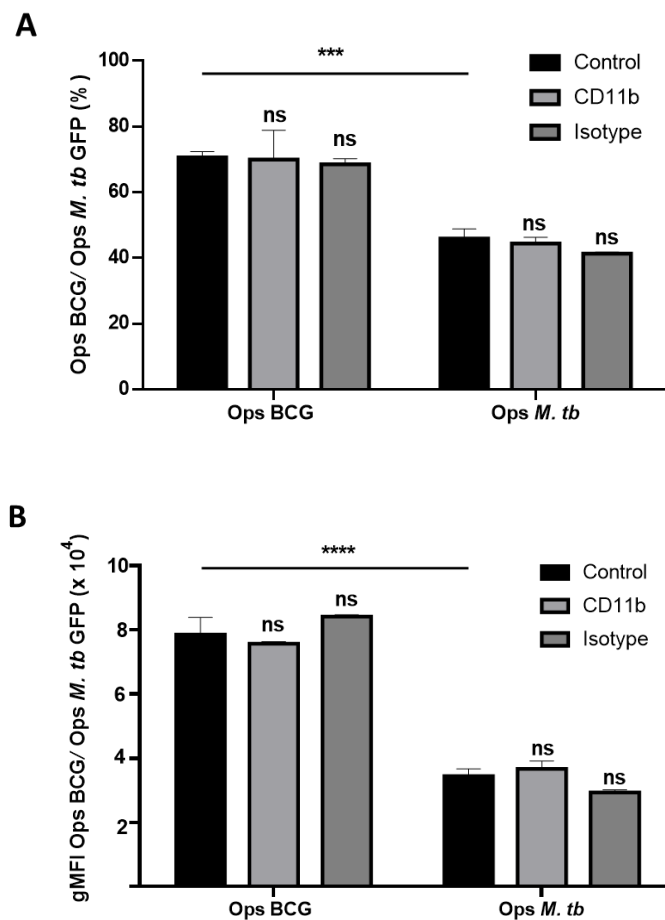 A
Ops BCG/ Ops M. tb GFP (%)
100
80
60
40
20
0
***
ns
ns
ns
ns
Control
CD11b
Isotype
Ops BCG
Ops M. tb
B
gMFI Ops BCG/ Ops M. tb GFP (x 10⁴)
10
8
6
4
2
****
ns
ns
ns
ns
Control
CD11b
Isotype
Ops BCG
Ops M. tb